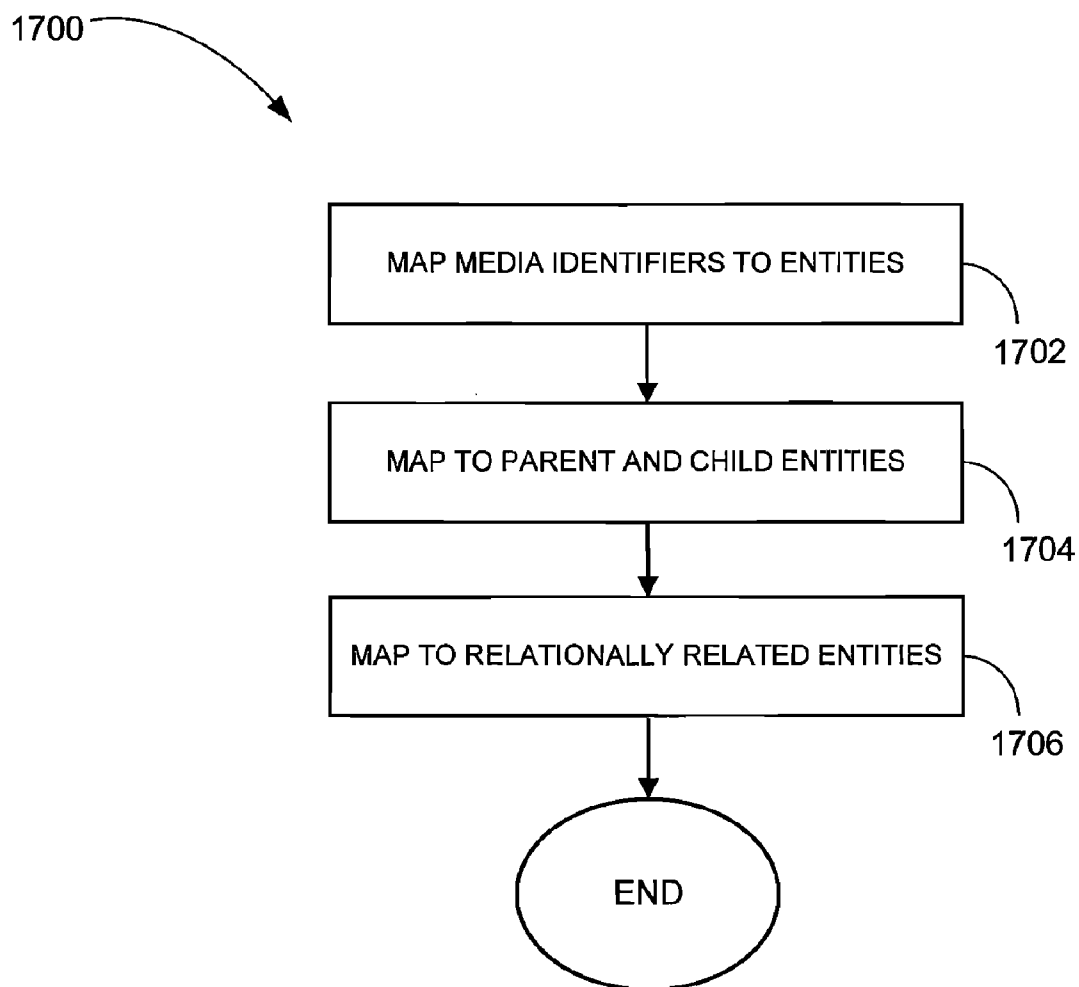 1700
MAP MEDIA IDENTIFIERS TO ENTITIES
1702
MAP TO PARENT AND CHILD ENTITIES
1704
MAP TO RELATIONALLY RELATED ENTITIES
1706
END